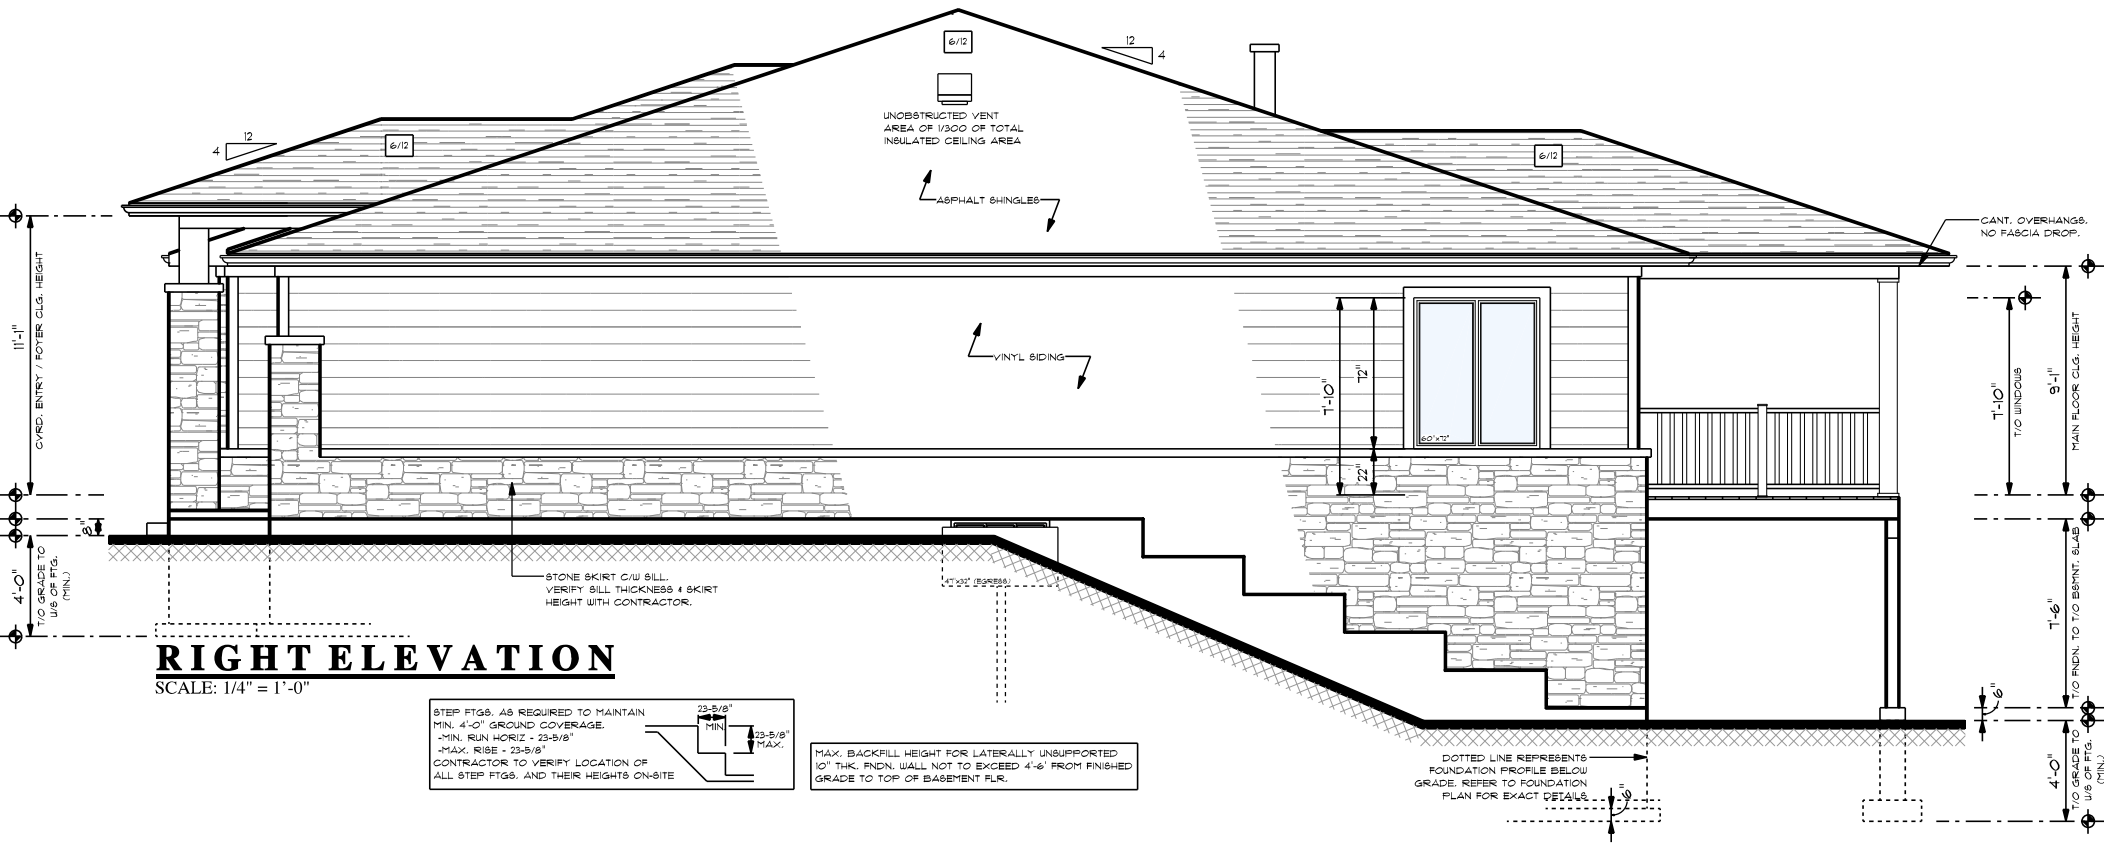 6/12
12
4
UNOBSTRUCTED VENT
AREA OF 1/300 OF TOTAL
INSULATED CEILING AREA
12
4
6/12
6/12
ASPHALT SHINGLES
CANT. OVERHANGS,
NO FASCIA DROP.
11'-1"
CVRD. ENTRY / FOYER CLG. HEIGHT
VINYL SIDING
7'-10"
72"
22"
60"x72"
7'-10"
T/O WINDOWS
9'-1"
MAIN FLOOR CLG. HEIGHT
8"
4'-0"
T/O GRADE TO
U/S OF FTG.
(MIN.)
STONE SKIRT C/W SILL.
VERIFY SILL THICKNESS & SKIRT
HEIGHT WITH CONTRACTOR.
47"x32" (EGRESS)
7'-6"
T/O FNDN. TO T/O BSMNT. SLAB
6"
4'-0"
T/O GRADE TO
U/S OF FTG.
(MIN.)
RIGHT ELEVATION
SCALE: 1/4" = 1'-0"
STEP FTGS. AS REQUIRED TO MAINTAIN
MIN. 4'-0" GROUND COVERAGE.
-MIN. RUN HORIZ - 23-5/8"
-MAX. RISE - 23-5/8"
CONTRACTOR TO VERIFY LOCATION OF
ALL STEP FTGS. AND THEIR HEIGHTS ON-SITE
23-5/8"
MIN.
23-5/8"
MAX.
MAX. BACKFILL HEIGHT FOR LATERALLY UNSUPPORTED
10" THK. FNDN. WALL NOT TO EXCEED 4'-6' FROM FINISHED
GRADE TO TOP OF BASEMENT FLR.
DOTTED LINE REPRESENTS
FOUNDATION PROFILE BELOW
GRADE. REFER TO FOUNDATION
PLAN FOR EXACT DETAILS
6"